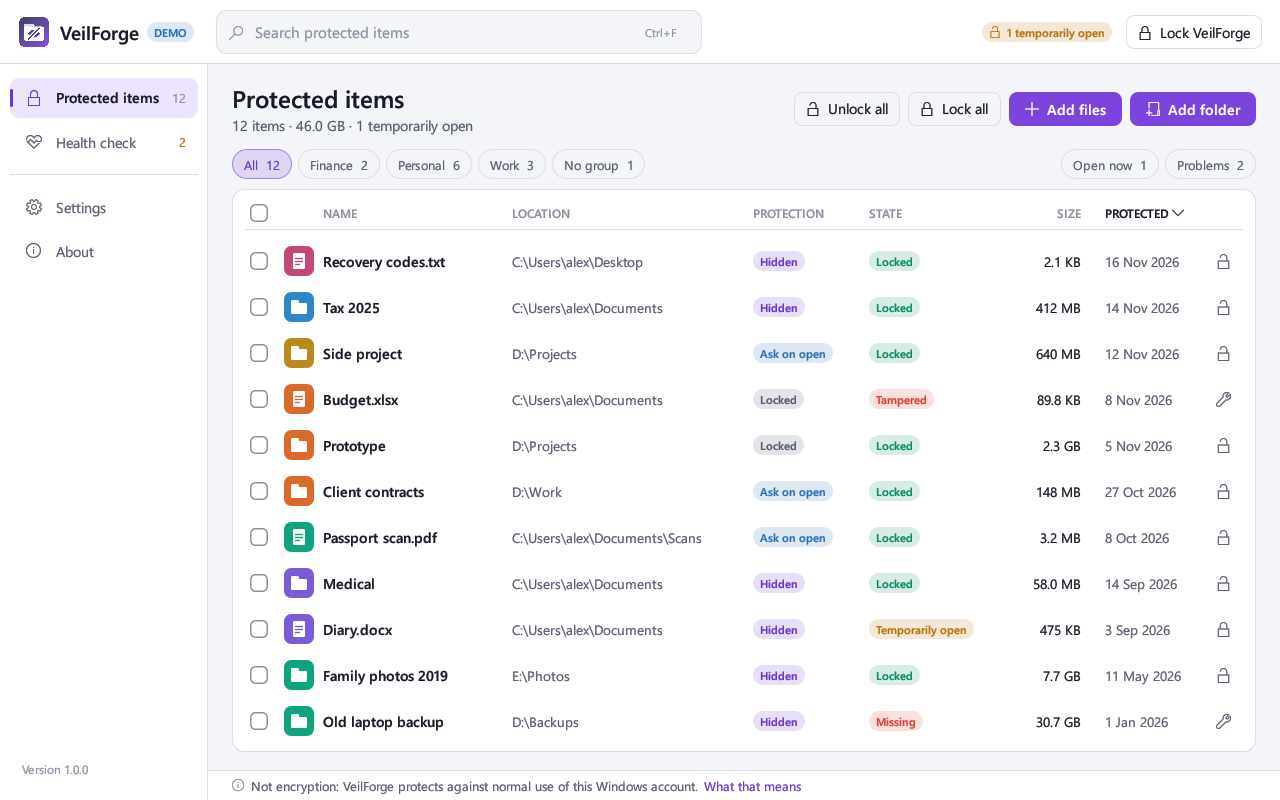 VeilForge DEMO
Search protected items Ctrl+F
1 temporarily open
Lock VeilForge
Protected items 12
Health check 2
Settings
About
Version 1.0.0
Protected items
12 items · 46.0 GB · 1 temporarily open
Unlock all
Lock all
Add files
Add folder
All 12 Finance 2 Personal 6 Work 3 No group 1 Open now 1 Problems 2
NAME LOCATION PROTECTION STATE SIZE PROTECTED
Recovery codes.txt C:\Users\alex\Desktop Hidden Locked 2.1 KB 16 Nov 2026
Tax 2025 C:\Users\alex\Documents Hidden Locked 412 MB 14 Nov 2026
Side project D:\Projects Ask on open Locked 640 MB 12 Nov 2026
Budget.xlsx C:\Users\alex\Documents Locked Tampered 89.8 KB 8 Nov 2026
Prototype D:\Projects Locked Locked 2.3 GB 5 Nov 2026
Client contracts D:\Work Ask on open Locked 148 MB 27 Oct 2026
Passport scan.pdf C:\Users\alex\Documents\Scans Ask on open Locked 3.2 MB 8 Oct 2026
Medical C:\Users\alex\Documents Hidden Locked 58.0 MB 14 Sep 2026
Diary.docx C:\Users\alex\Documents Hidden Temporarily open 475 KB 3 Sep 2026
Family photos 2019 E:\Photos Hidden Locked 7.7 GB 11 May 2026
Old laptop backup D:\Backups Hidden Missing 30.7 GB 1 Jan 2026
Not encryption: VeilForge protects against normal use of this Windows account. What that means